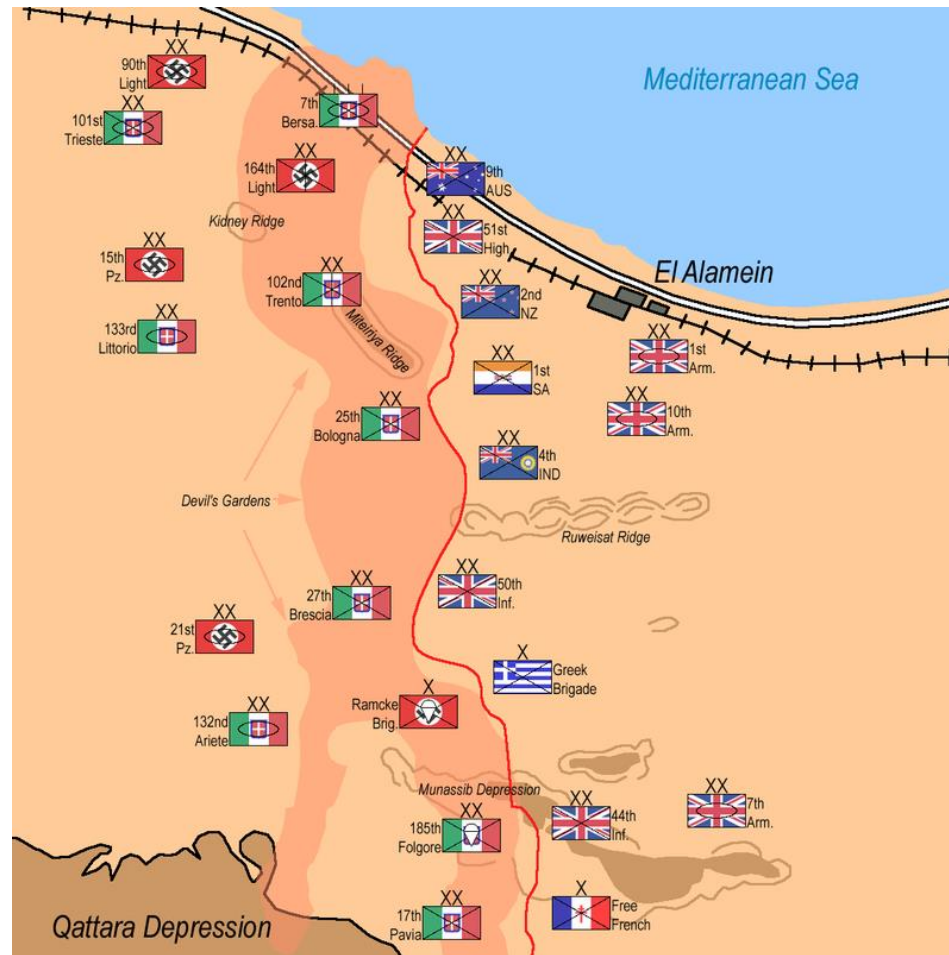 XX
90th
Light
XX
101st
Trieste
XX
7th
Bersa.
Mediterranean Sea
XX
164th
Light
XX
9th
AUS
Kidney Ridge
XX
51st
High
XX
15th
Pz.
XX
102nd
Trento
XX
2nd
NZ
El Alamein
XX
133rd
Littorio
Miteirya Ridge
XX
1st
SA
XX
1st
Arm.
XX
10th
Arm.
XX
25th
Bologna
XX
4th
IND
Devil's Gardens
Ruweisat Ridge
XX
27th
Brescia
XX
50th
Inf.
XX
21st
Pz.
X
Greek
Brigade
X
Ramcke
Brig.
XX
132nd
Ariete
Munassib Depression
XX
185th
Folgore
XX
44th
Inf.
XX
7th
Arm.
XX
17th
Pavia
X
Free
French
Qattara Depression